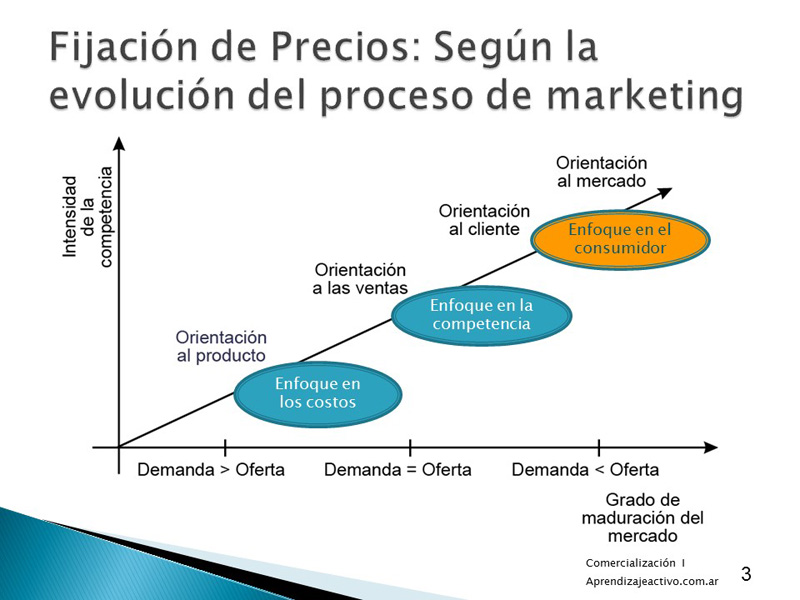 Fijación de Precios: Según la
evolución del proceso de marketing
Intensidad
de la
competencia
Orientación
al mercado
Orientación
al cliente
Enfoque en el
consumidor
Orientación
a las ventas
Enfoque en la
competencia
Orientación
al producto
Enfoque en
los costos
Demanda > Oferta
Demanda = Oferta
Demanda < Oferta
Grado de
maduración del
mercado
Comercialización I
Aprendizajeactivo.com.ar
3